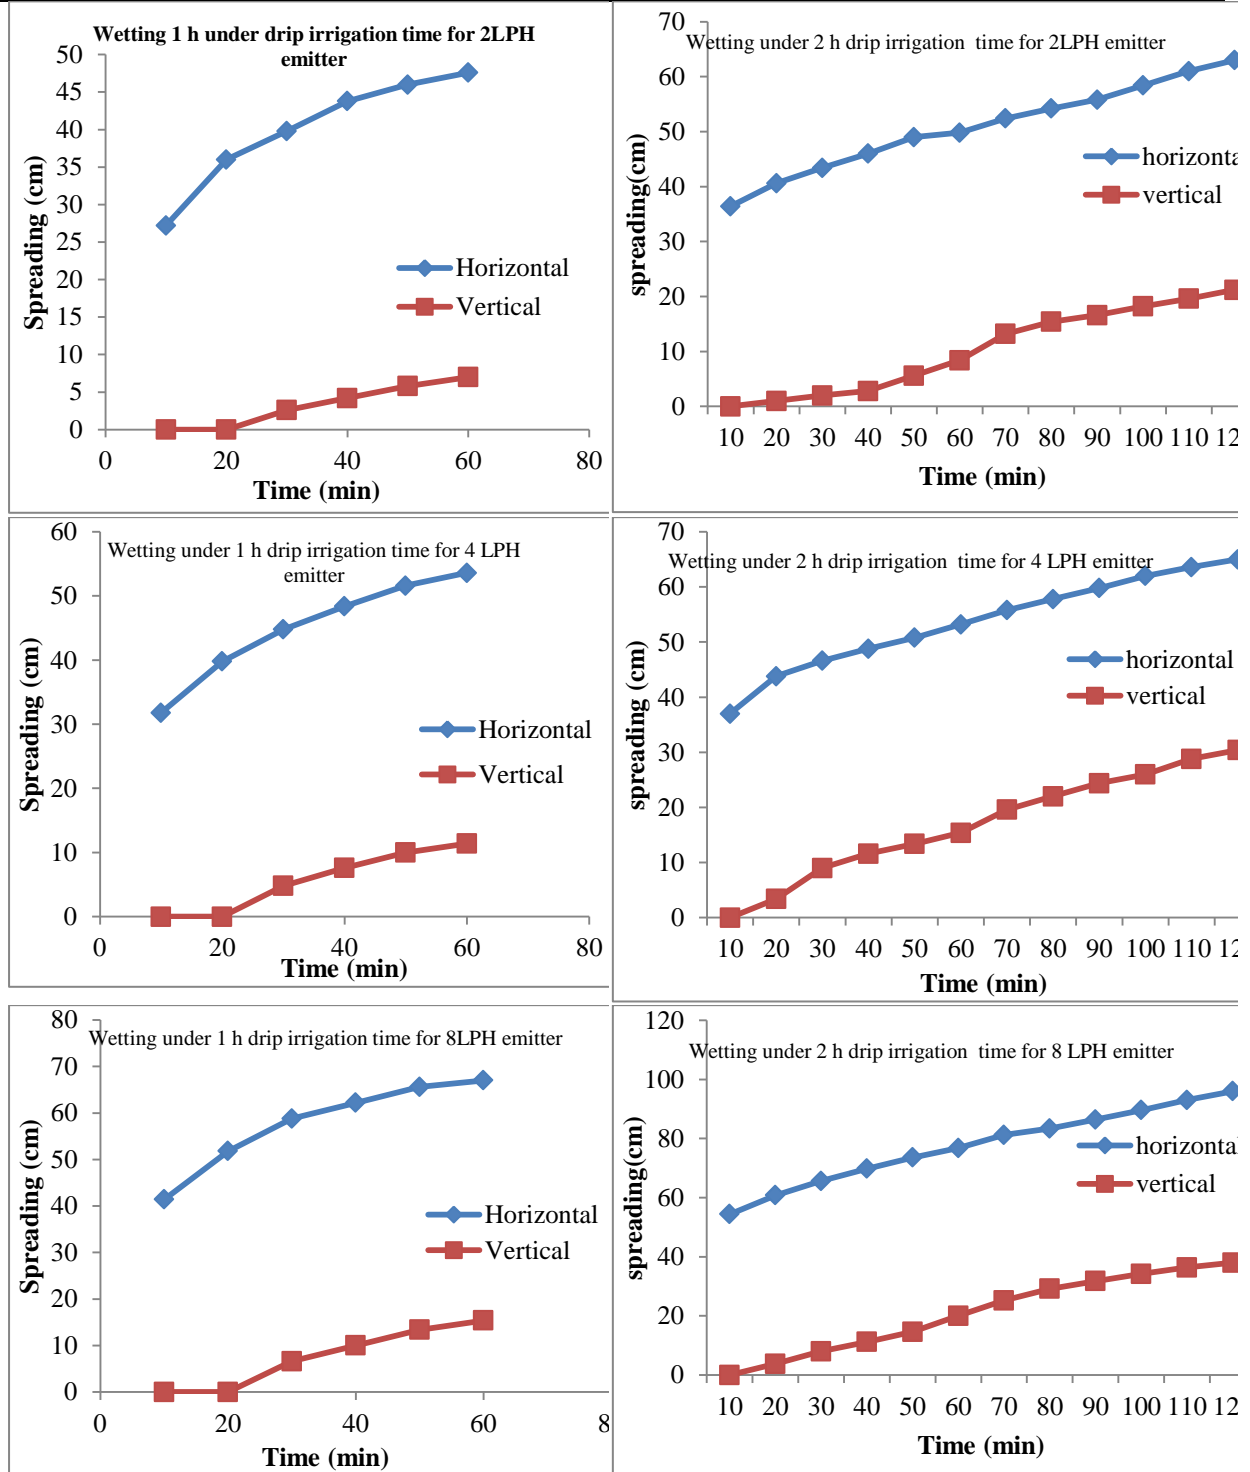 Wetting 1 h under drip irrigation time for 2LPH
emitter
50
45
40
35
30
25
20
15
10
5
0
Spreading (cm)
Horizontal
Vertical
0 20 40 60 80
Time (min)
Wetting under 2 h drip irrigation time for 2LPH emitter
70
60
50
40
30
20
10
0
spreading(cm)
horizonta
vertical
10 20 30 40 50 60 70 80 90 100 110 12
Time (min)
Wetting under 1 h drip irrigation time for 4 LPH
emitter
60
50
40
30
20
10
0
Spreading (cm)
Horizontal
Vertical
0 20 40 60 80
Time (min)
Wetting under 2 h drip irrigation time for 4 LPH emitter
70
60
50
40
30
20
10
0
spreading (cm)
horizontal
vertical
10 20 30 40 50 60 70 80 90 100 110 12
Time (min)
Wetting under 1 h drip irrigation time for 8LPH emitter
80
70
60
50
40
30
20
10
0
Spreading (cm)
Horizontal
Vertical
0 20 40 60 8
Time (min)
Wetting under 2 h drip irrigation time for 8 LPH emitter
120
100
80
60
40
20
0
spreading(cm)
horizontal
vertical
10 20 30 40 50 60 70 80 90 100 110 12
Time (min)